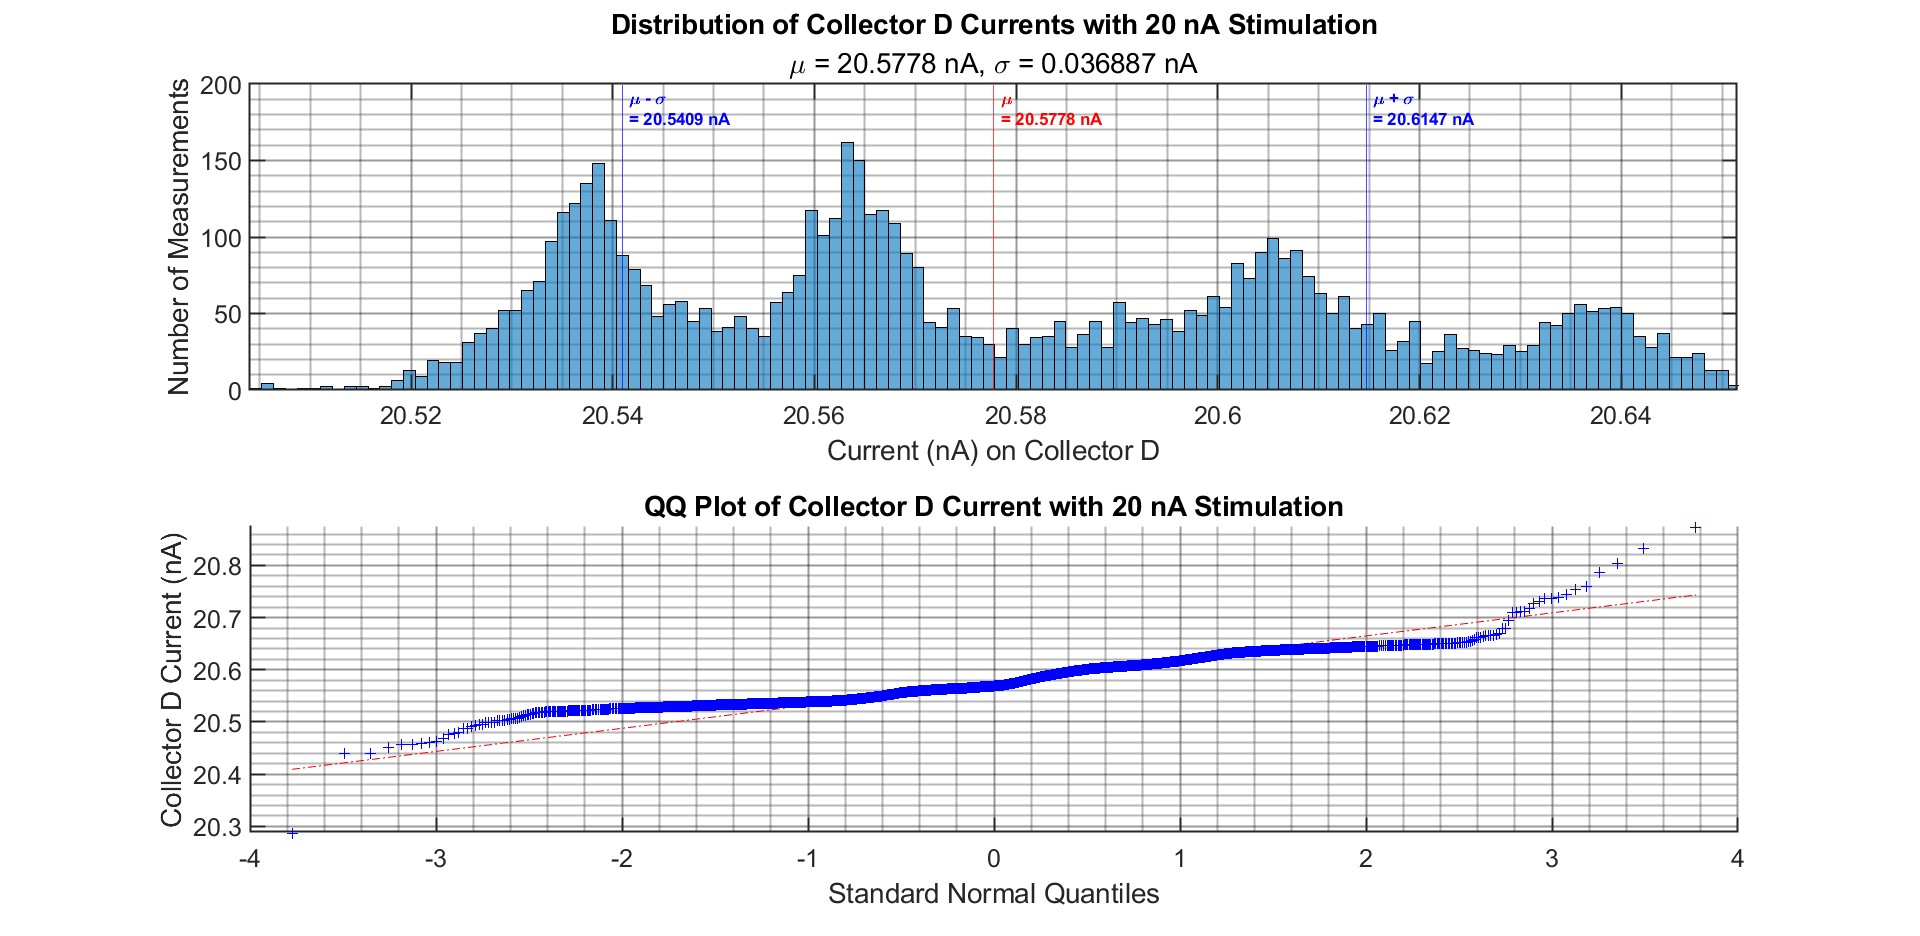 Distribution of Collector D Currents with 20 nA Stimulation
μ = 20.5778 nA, σ = 0.036887 nA
Number of Measurements
200
150
100
50
0
μ - σ
= 20.5409 nA
μ
= 20.5778 nA
μ + σ
= 20.6147 nA
20.52 20.54 20.56 20.58 20.6 20.62 20.64
Current (nA) on Collector D
QQ Plot of Collector D Current with 20 nA Stimulation
Collector D Current (nA)
20.8
20.7
20.6
20.5
20.4
20.3
-4 -3 -2 -1 0 1 2 3 4
Standard Normal Quantiles